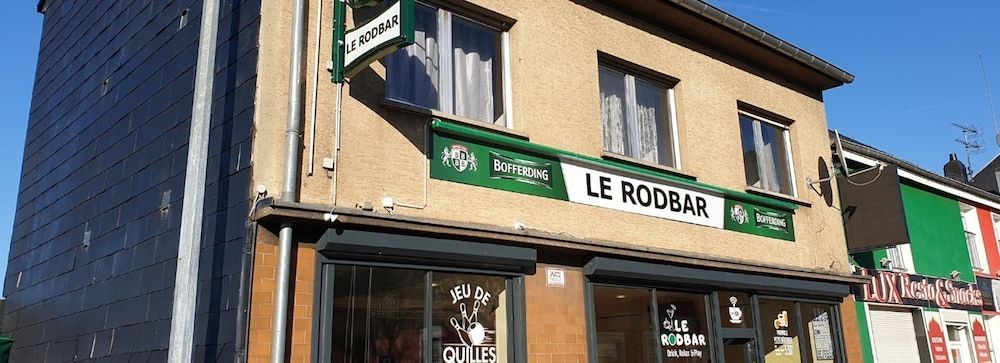 LE RODBAR
BOFFERDING
LE RODBAR
BOFFERDING
JEU DE
QUILLES
LE
RODBAR
Drink, Relax & Play
LUX Resto & Snacks